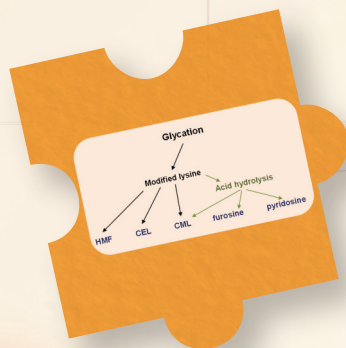 Glycation
Modified lysine
Acid hydrolysis
HMF CEL CML furosine pyridosine